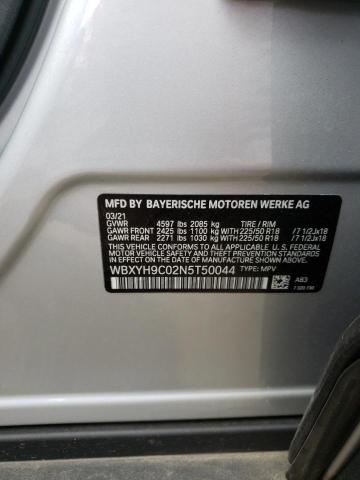 MFD BY BAYERISCHE MOTOREN WERKE AG
03/21
GVWR 4597 lbs 2085 kg TIRE / RIM
GAWR FRONT 2425 lbs 1100 kg WITH 225/50 R18 / 7 1/2Jx18
GAWR REAR 2271 lbs 1030 kg WITH 225/50 R18 / 7 1/2Jx18
THIS VEHICLE CONFORMS TO ALL APPLICABLE FEDERAL MOTOR
VEHICLE SAFETY, BUMPER, AND THEFT PREVENTION STANDARDS
IN EFFECT ON THE DATE OF MANUFACTURE SHOWN ABOVE.
WBXYH9C02N5T50044 TYPE: MPV
A83